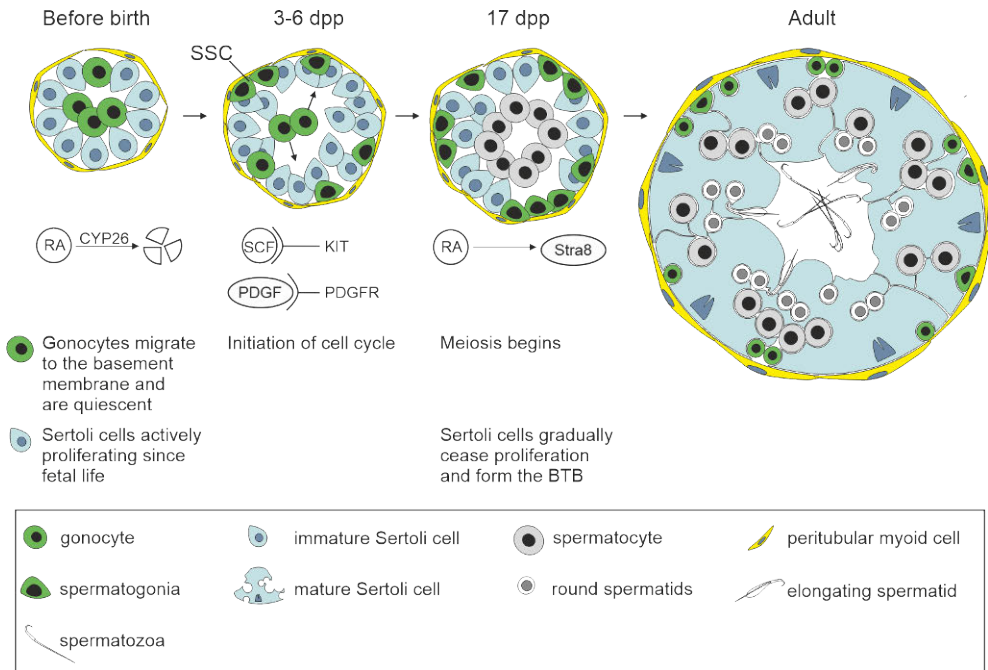 Before birth
3-6 dpp
17 dpp
Adult
SSC
RA
CYP26
SCF
KIT
PDGF
PDGFR
RA
Stra8
Gonocytes migrate
to the basement
membrane and
are quiescent
Initiation of cell cycle
Meiosis begins
Sertoli cells actively
proliferating since
fetal life
Sertoli cells gradually
cease proliferation
and form the BTB
gonocyte
immature Sertoli cell
spermatocyte
peritubular myoid cell
spermatogonia
mature Sertoli cell
round spermatids
elongating spermatid
spermatozoa